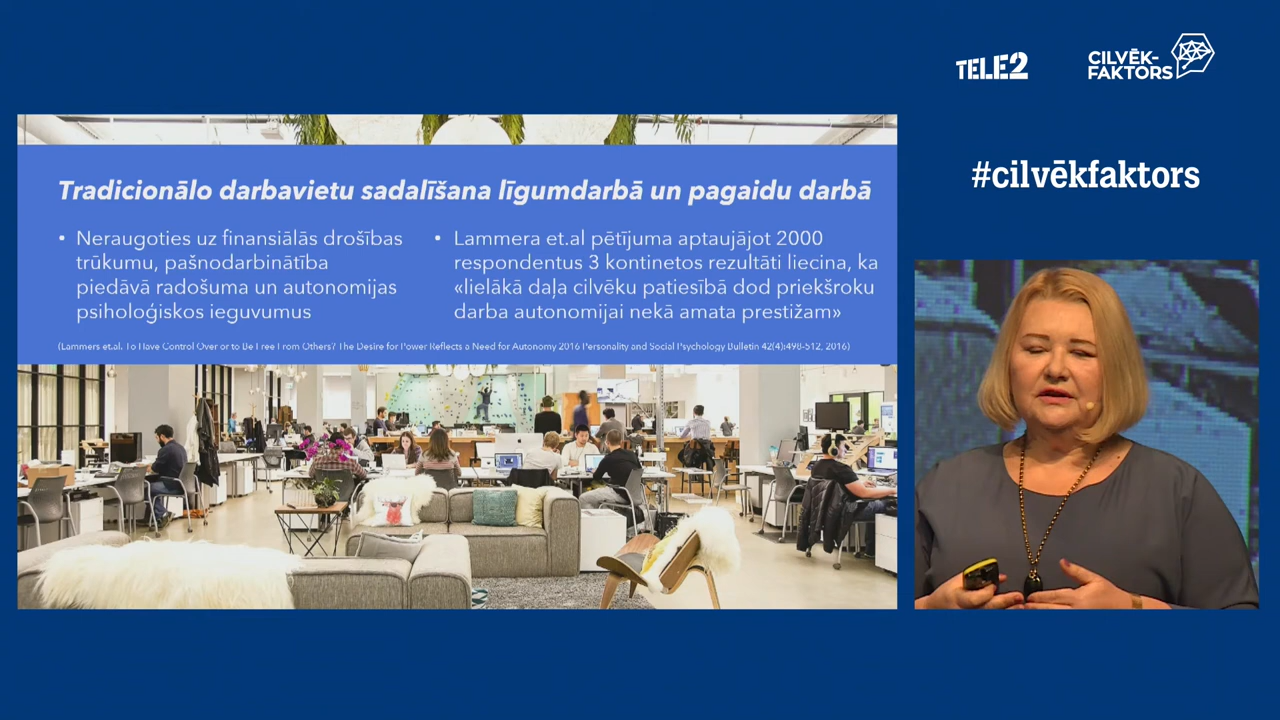 TELE2
CILVĒK-
FAKTORS
#cilvēkfaktors
Tradicionālo darbavietu sadalīšana līgumdarbā un pagaidu darbā
• Neraugoties uz finansiālās drošības
trūkumu, pašnodarbinātība
piedāvā radošuma un autonomijas
psiholoģiskos ieguvumus
• Lammera et.al pētījuma aptaujājot 2000
respondentus 3 kontinetos rezultāti liecina, ka
«lielākā daļa cilvēku patiesībā dod priekšroku
darba autonomijai nekā amata prestižam»
(Lammers et.al. To Have Control Over or to Be Free From Others? The Desire for Power Reflects a Need for Autonomy 2016 Personality and Social Psychology Bulletin 42(4):498-512, 2016)